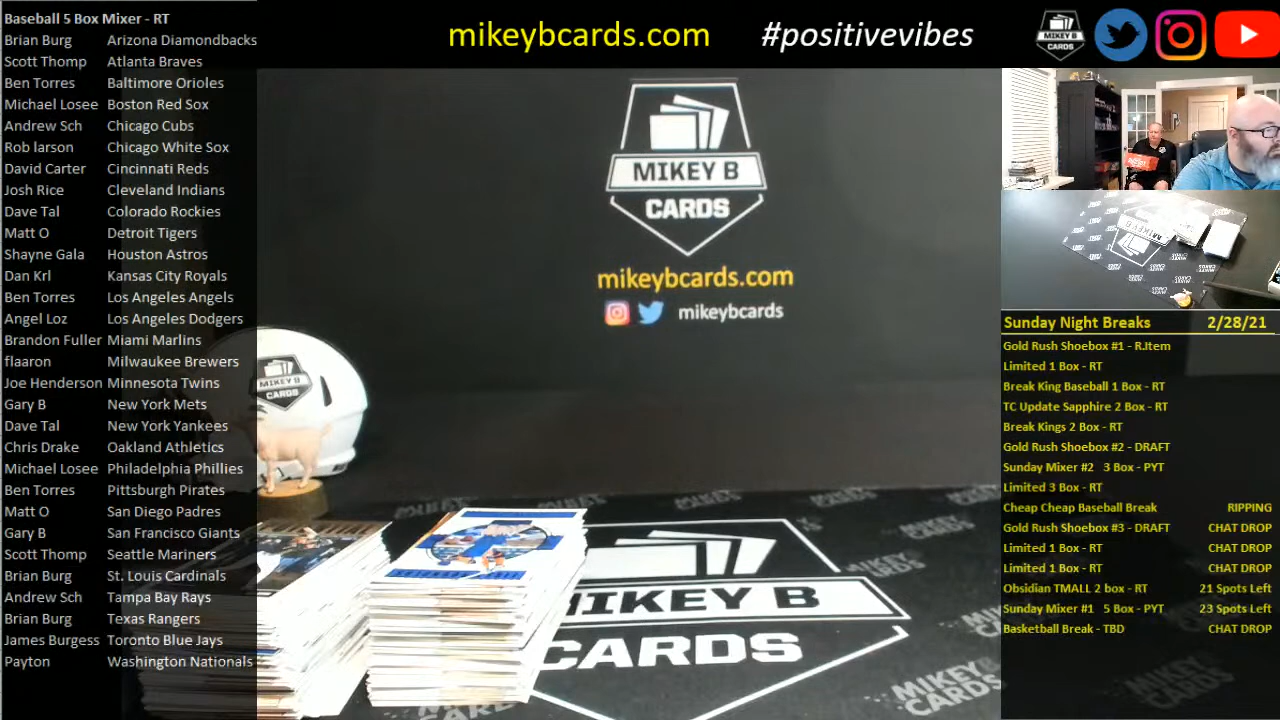 Baseball 5 Box Mixer - RT
Brian Burg Arizona Diamondbacks
Scott Thomp Atlanta Braves
Ben Torres Baltimore Orioles
Michael Losee Boston Red Sox
Andrew Sch Chicago Cubs
Rob larson Chicago White Sox
David Carter Cincinnati Reds
Josh Rice Cleveland Indians
Dave Tal Colorado Rockies
Matt O Detroit Tigers
Shayne Gala Houston Astros
Dan Krl Kansas City Royals
Ben Torres Los Angeles Angels
Angel Loz Los Angeles Dodgers
Brandon Fuller Miami Marlins
flaaron Milwaukee Brewers
Joe Henderson Minnesota Twins
Gary B New York Mets
Dave Tal New York Yankees
Chris Drake Oakland Athletics
Michael Losee Philadelphia Phillies
Ben Torres Pittsburgh Pirates
Matt O San Diego Padres
Gary B San Francisco Giants
Scott Thomp Seattle Mariners
Brian Burg St. Louis Cardinals
Andrew Sch Tampa Bay Rays
Brian Burg Texas Rangers
James Burgess Toronto Blue Jays
Payton Washington Nationals
mikeybcards.com #positivevibes
MIKEY B
CARDS
MIKEY B
CARDS
mikeybcards.com
mikeybcards
MIKEY B
CARDS
MIKEY B
CARDS
MIKEY B
CARDS
Sunday Night Breaks 2/28/21
Gold Rush Shoebox #1 - R.Item
Limited 1 Box - RT
Break King Baseball 1 Box - RT
TC Update Sapphire 2 Box - RT
Break Kings 2 Box - RT
Gold Rush Shoebox #2 - DRAFT
Sunday Mixer #2 3 Box - PYT
Limited 3 Box - RT
Cheap Cheap Baseball Break RIPPING
Gold Rush Shoebox #3 - DRAFT CHAT DROP
Limited 1 Box - RT CHAT DROP
Limited 1 Box - RT CHAT DROP
Obsidian TMALL 2 box - RT 21 Spots Left
Sunday Mixer #1 5 Box - PYT 23 Spots Left
Basketball Break - TBD CHAT DROP